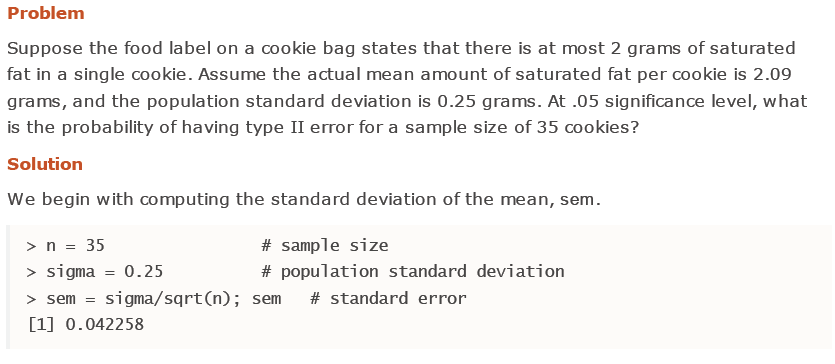 Problem
Suppose the food label on a cookie bag states that there is at most 2 grams of saturated
fat in a single cookie. Assume the actual mean amount of saturated fat per cookie is 2.09
grams, and the population standard deviation is 0.25 grams. At .05 significance level, what
is the probability of having type II error for a sample size of 35 cookies?
Solution
We begin with computing the standard deviation of the mean, sem.
> n = 35                # sample size
> sigma = 0.25          # population standard deviation
> sem = sigma/sqrt(n); sem   # standard error
[1] 0.042258